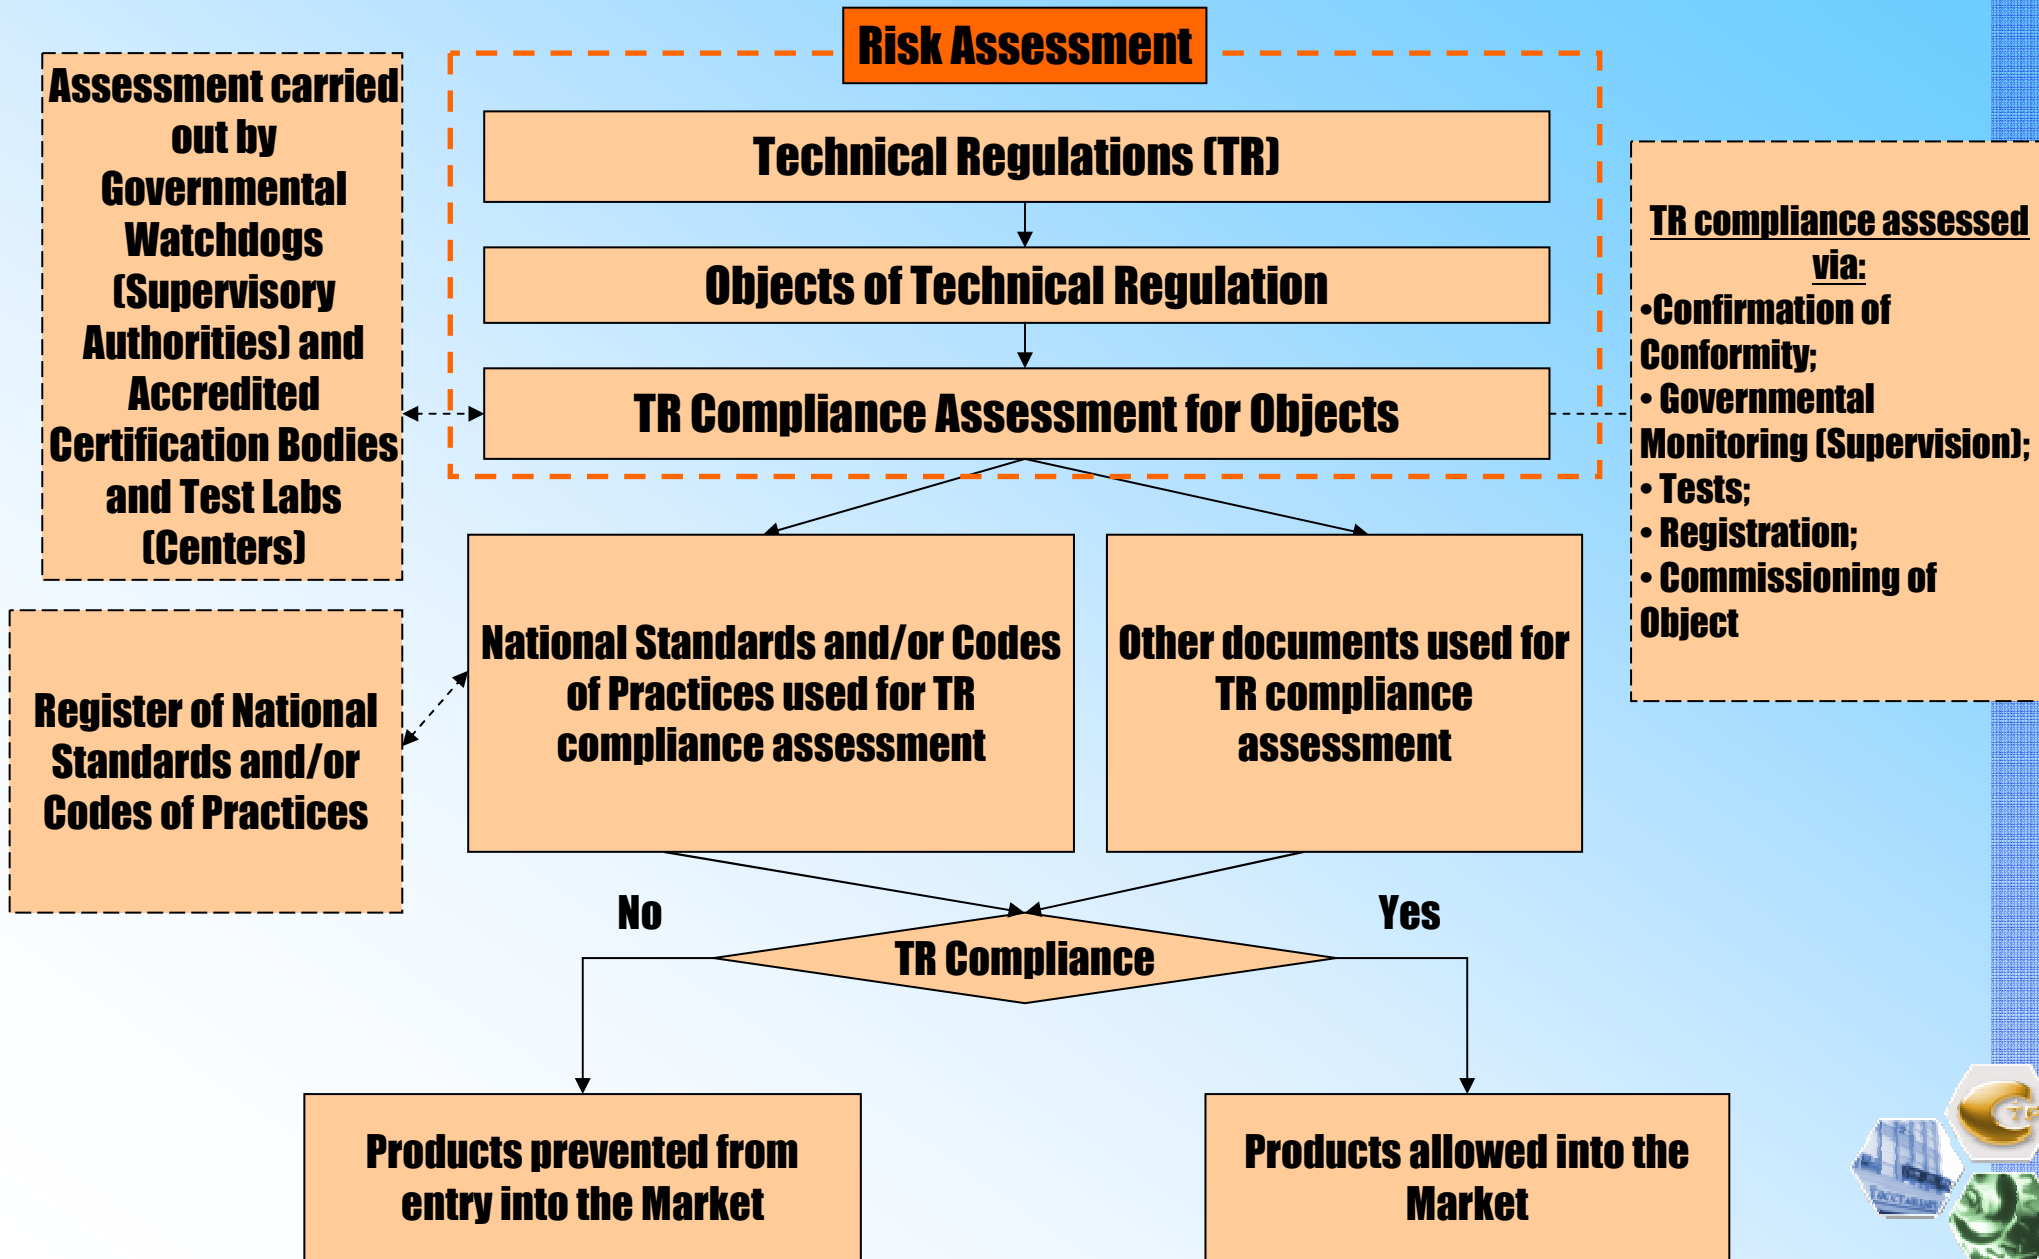 Risk Assessment
Assessment carried
out by
Governmental
Watchdogs
(Supervisory
Authorities) and
Accredited
Certification Bodies
and Test Labs
(Centers)
Technical Regulations (TR)
Objects of Technical Regulation
TR Compliance Assessment for Objects
TR compliance assessed
via:
•Confirmation of
Conformity;
• Governmental
Monitoring (Supervision);
• Tests;
• Registration;
• Commissioning of
Object
Register of National
Standards and/or
Codes of Practices
National Standards and/or Codes
of Practices used for TR
compliance assessment
Other documents used for
TR compliance
assessment
No
Yes
TR Compliance
Products prevented from
entry into the Market
Products allowed into the
Market